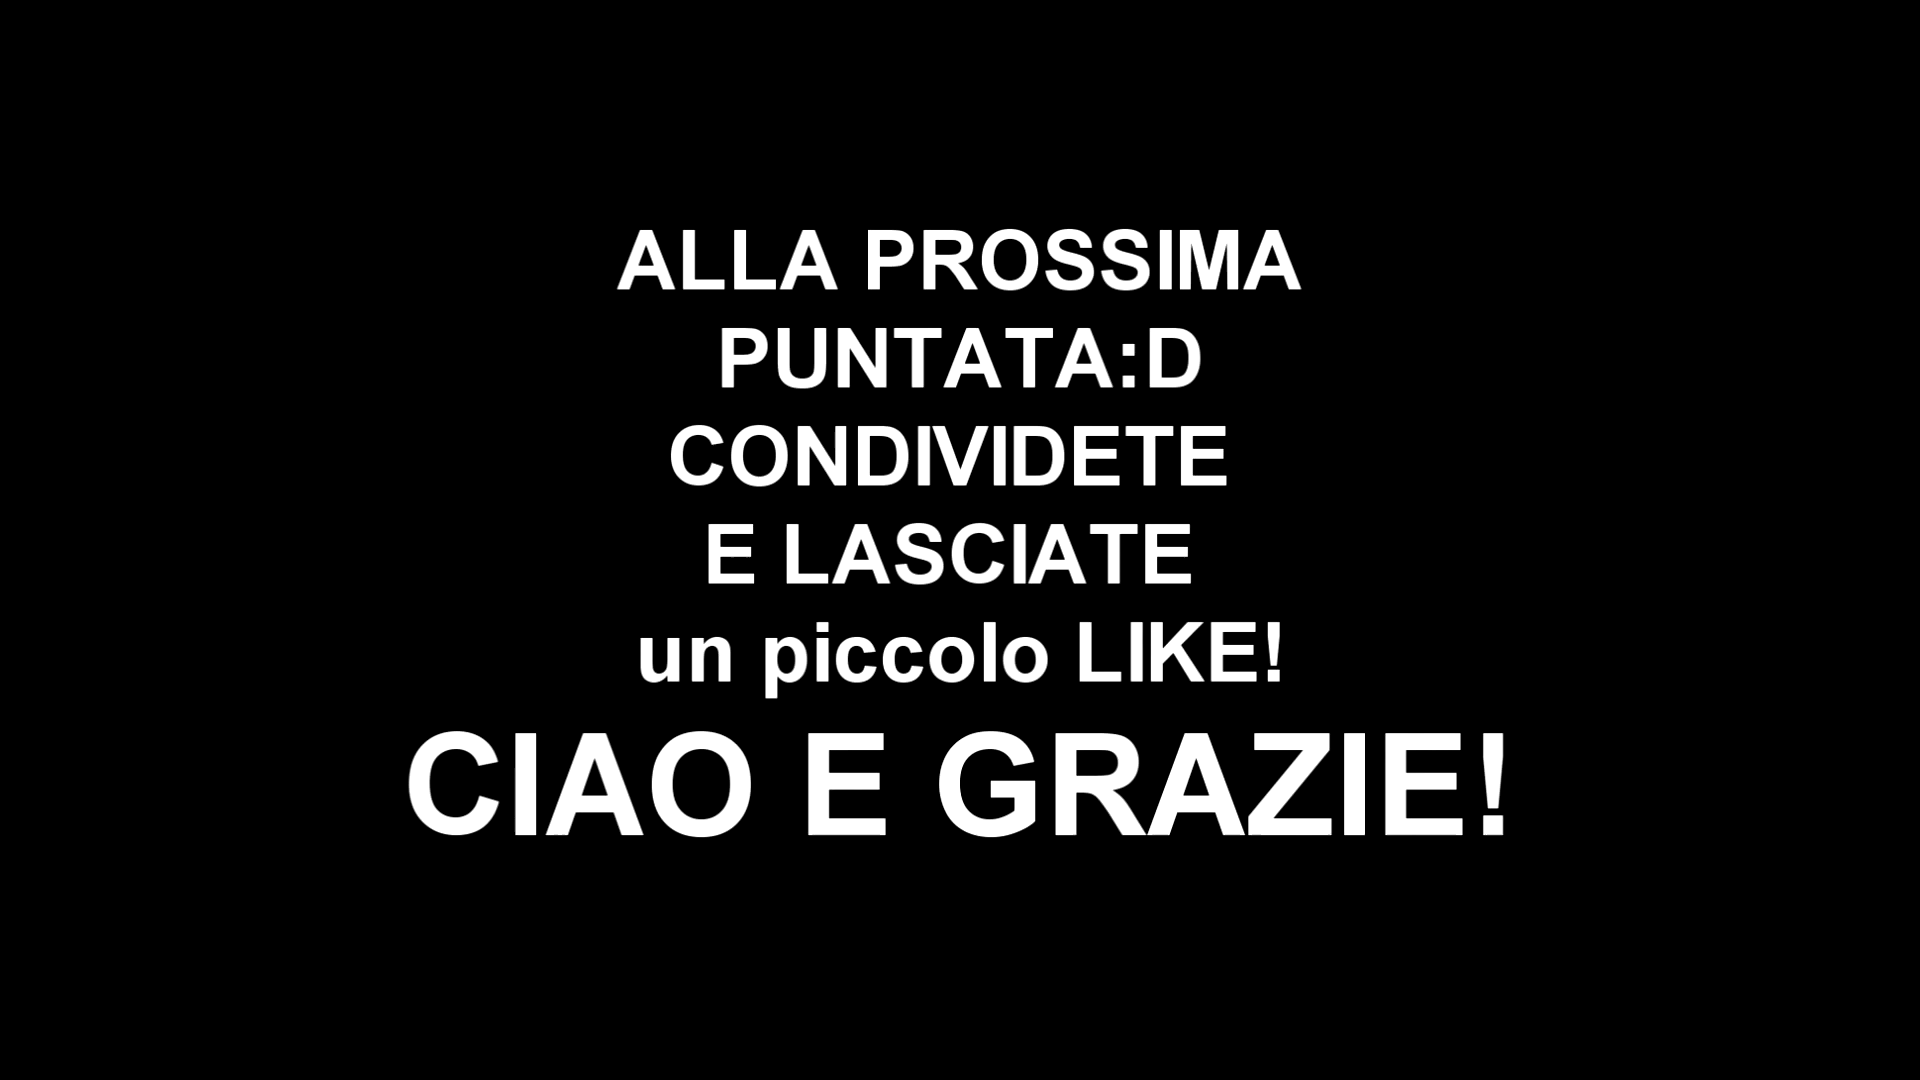 ALLA PROSSIMA
PUNTATA:D
CONDIVIDETE
E LASCIATE
un piccolo LIKE!
CIAO E GRAZIE!